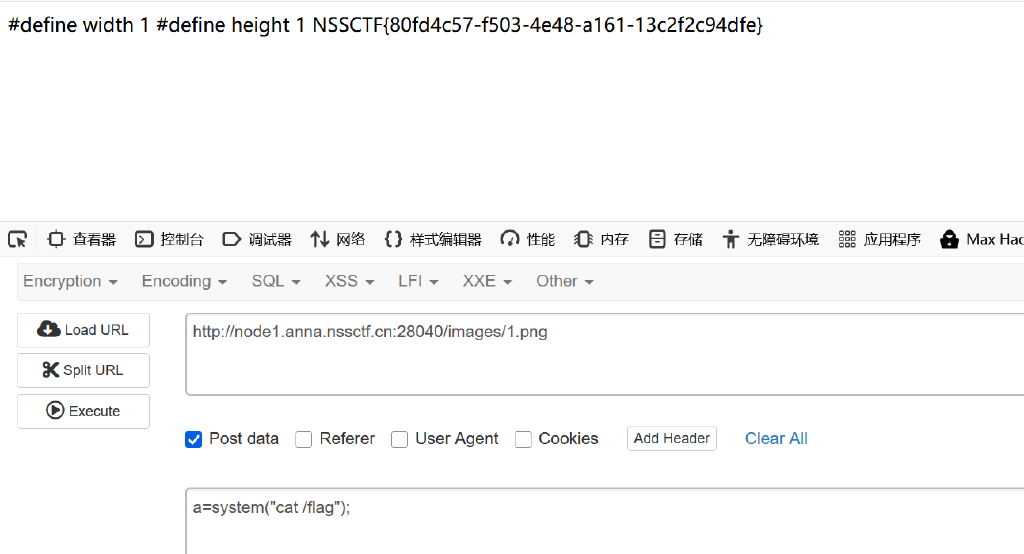 #define width 1 #define height 1 NSSCTF{80fd4c57-f503-4e48-a161-13c2f2c94dfe}
查看器 控制台 调试器 网络 样式编辑器 性能 内存 存储 无障碍环境 应用程序 Max Hac
Encryption Encoding SQL XSS LFI XXE Other
Load URL http://node1.anna.nssctf.cn:28040/images/1.png
Split URL
Execute
Post data Referer User Agent Cookies Add Header Clear All
a=system("cat /flag");